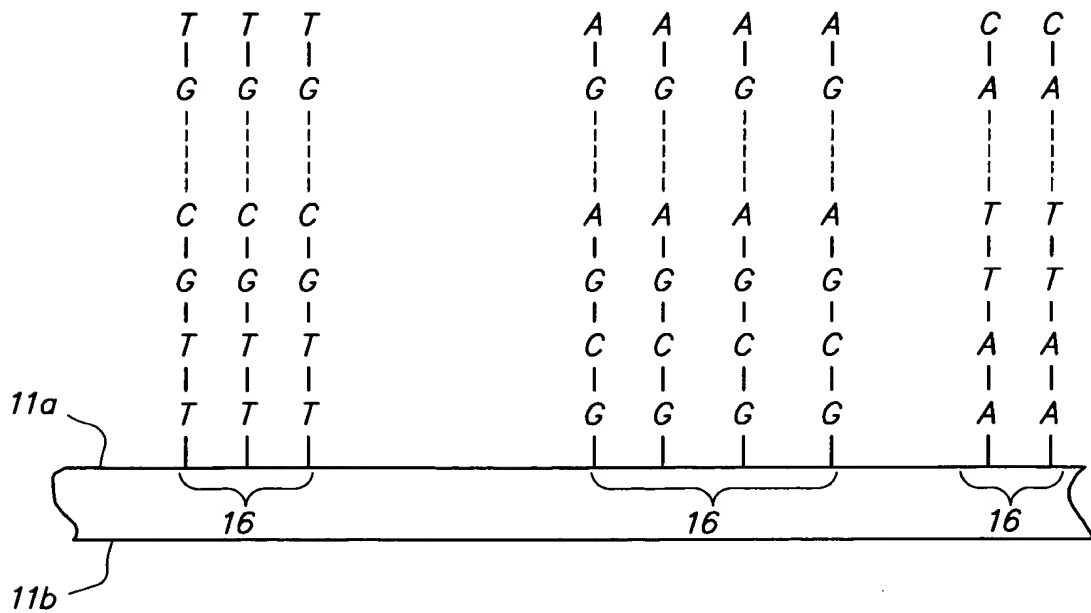 T T T A A A A C C
G G G G G G G A A
C C C A A A A T T
G G G G G G G T T
T T T C C C C A A
11a
T T T G G G G A A
16 16 16
11b